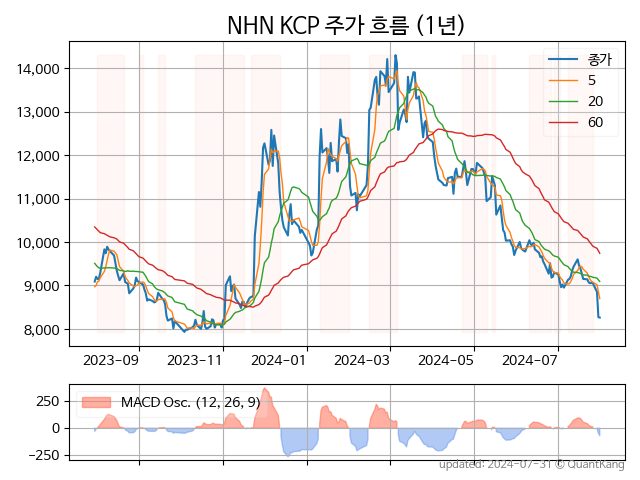 NHN KCP 주가 흐름 (1년)
종가
5
20
60
14,000
13,000
12,000
11,000
10,000
9,000
8,000
2023-09 2023-11 2024-01 2024-03 2024-05 2024-07
MACD Osc. (12, 26, 9)
250
0
−250
updated: 2024-07-31 © QuantKang